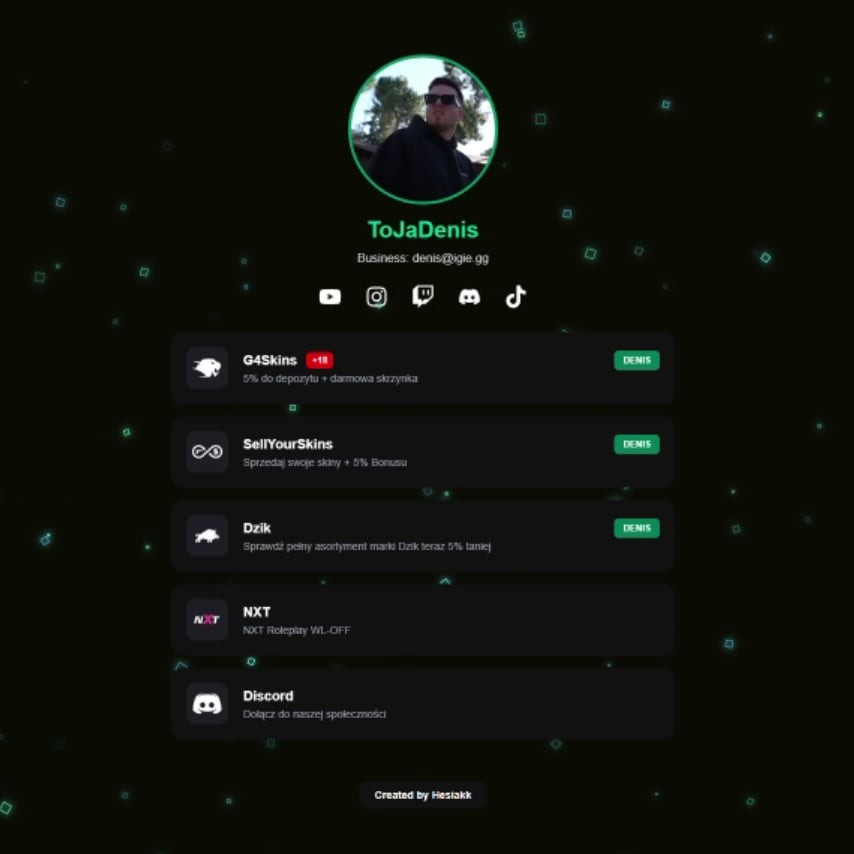 ToJaDenis
Business: denis@igie.gg
G4Skins +18
DENIS
5% do depozytu + darmowa skrzynka
SellYourSkins
DENIS
Sprzedaj swoje skiny + 5% Bonusu
Dzik
DENIS
Sprawdź pełny asortyment marki Dzik teraz 5% taniej
NXT
NXT
NXT Roleplay WL-OFF
Discord
Dołącz do naszej społeczności
Created by Hesiakk